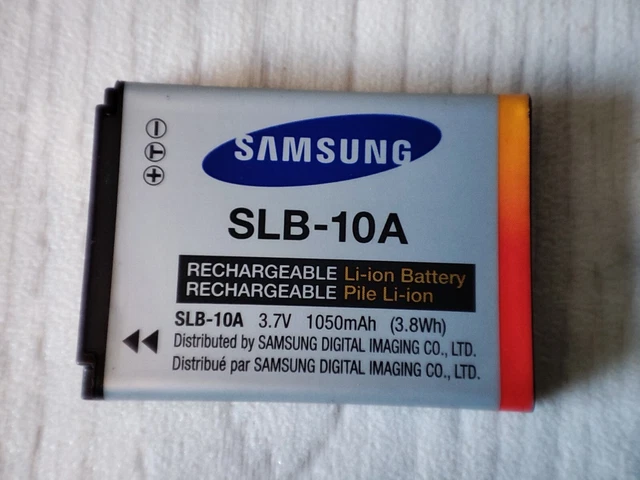 SAMSUNG
SLB-10A
RECHARGEABLE Li-ion Battery
RECHARGEABLE Pile Li-ion
SLB-10A 3.7V 1050mAh (3.8Wh)
Distributed by SAMSUNG DIGITAL IMAGING CO., LTD.
Distribué par SAMSUNG DIGITAL IMAGING CO., LTD.
− T +